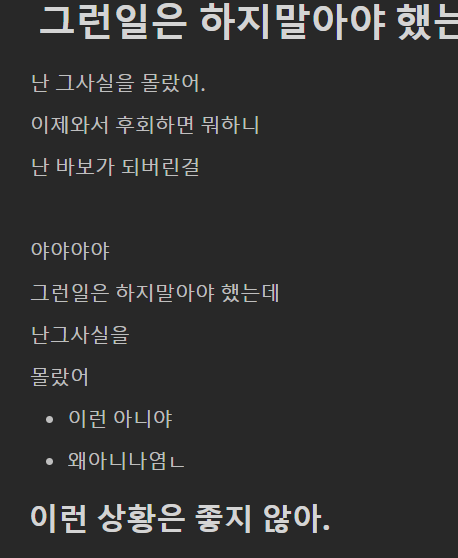 그런일은 하지말아야 했는
난 그사실을 몰랐어.
이제와서 후회하면 뭐하니
난 바보가 되버린걸
야야야야
그런일은 하지말아야 했는데
난그사실을
몰랐어
• 이런 아니야
• 왜아니나염ㄴ
이런 상황은 좋지 않아.